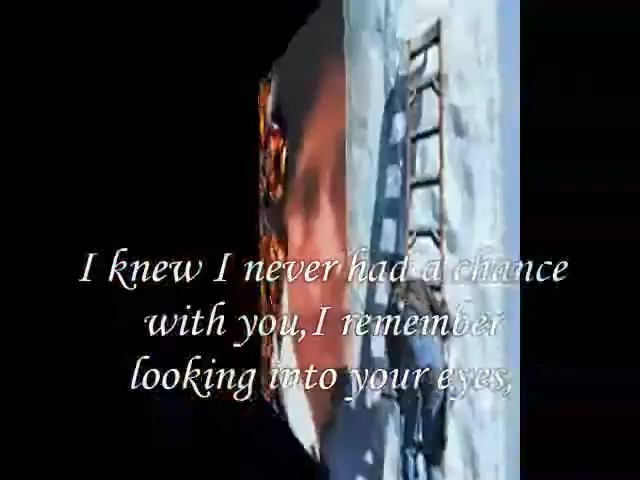 I knew I never had a chance
with you,I remember
looking into your eyes,